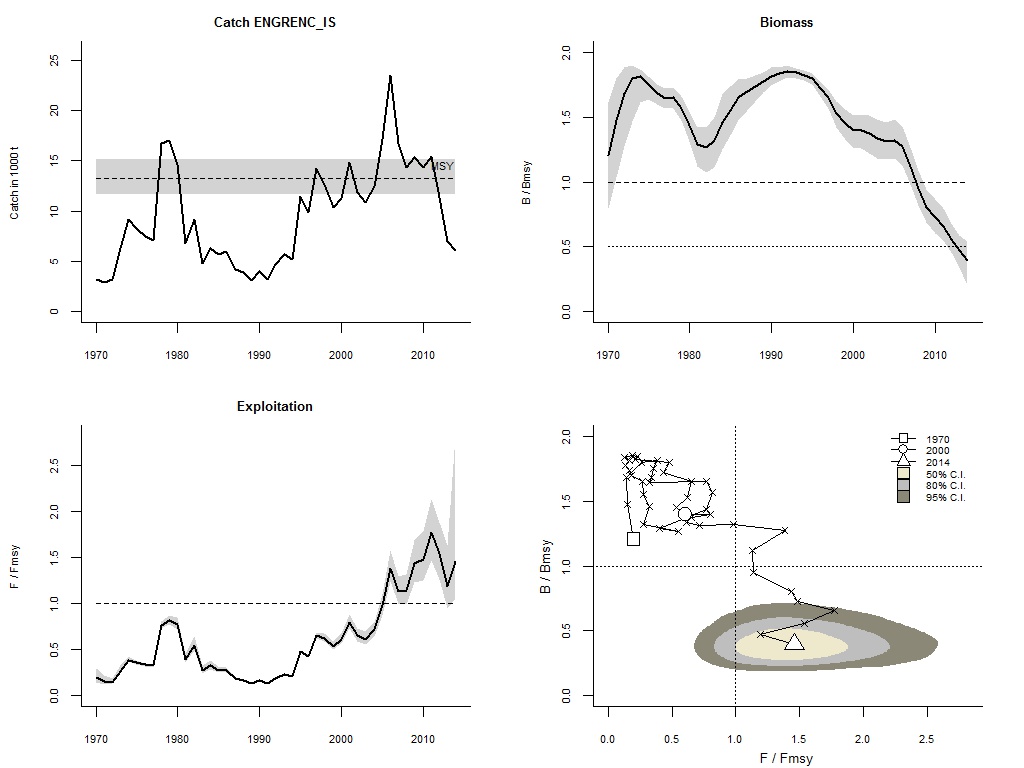 Catch ENGRENC_IS
Catch in 1000 t
25
20
15
10
5
0
MSY
1970 1980 1990 2000 2010
Biomass
B / Bmsy
2.0
1.5
1.0
0.5
0.0
1970 1980 1990 2000 2010
Exploitation
F / Fmsy
2.5
2.0
1.5
1.0
0.5
0.0
1970 1980 1990 2000 2010
B / Bmsy
2.0
1.5
1.0
0.5
0.0
1970
2000
2014
50% C.I.
80% C.I.
95% C.I.
0.0 0.5 1.0 1.5 2.0 2.5
F / Fmsy